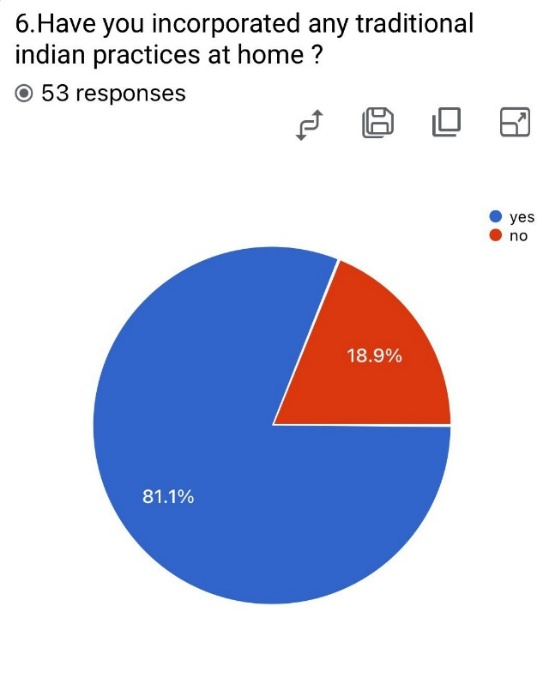 6.Have you incorporated any traditional
indian practices at home ?
53 responses
yes
no
18.9%
81.1%